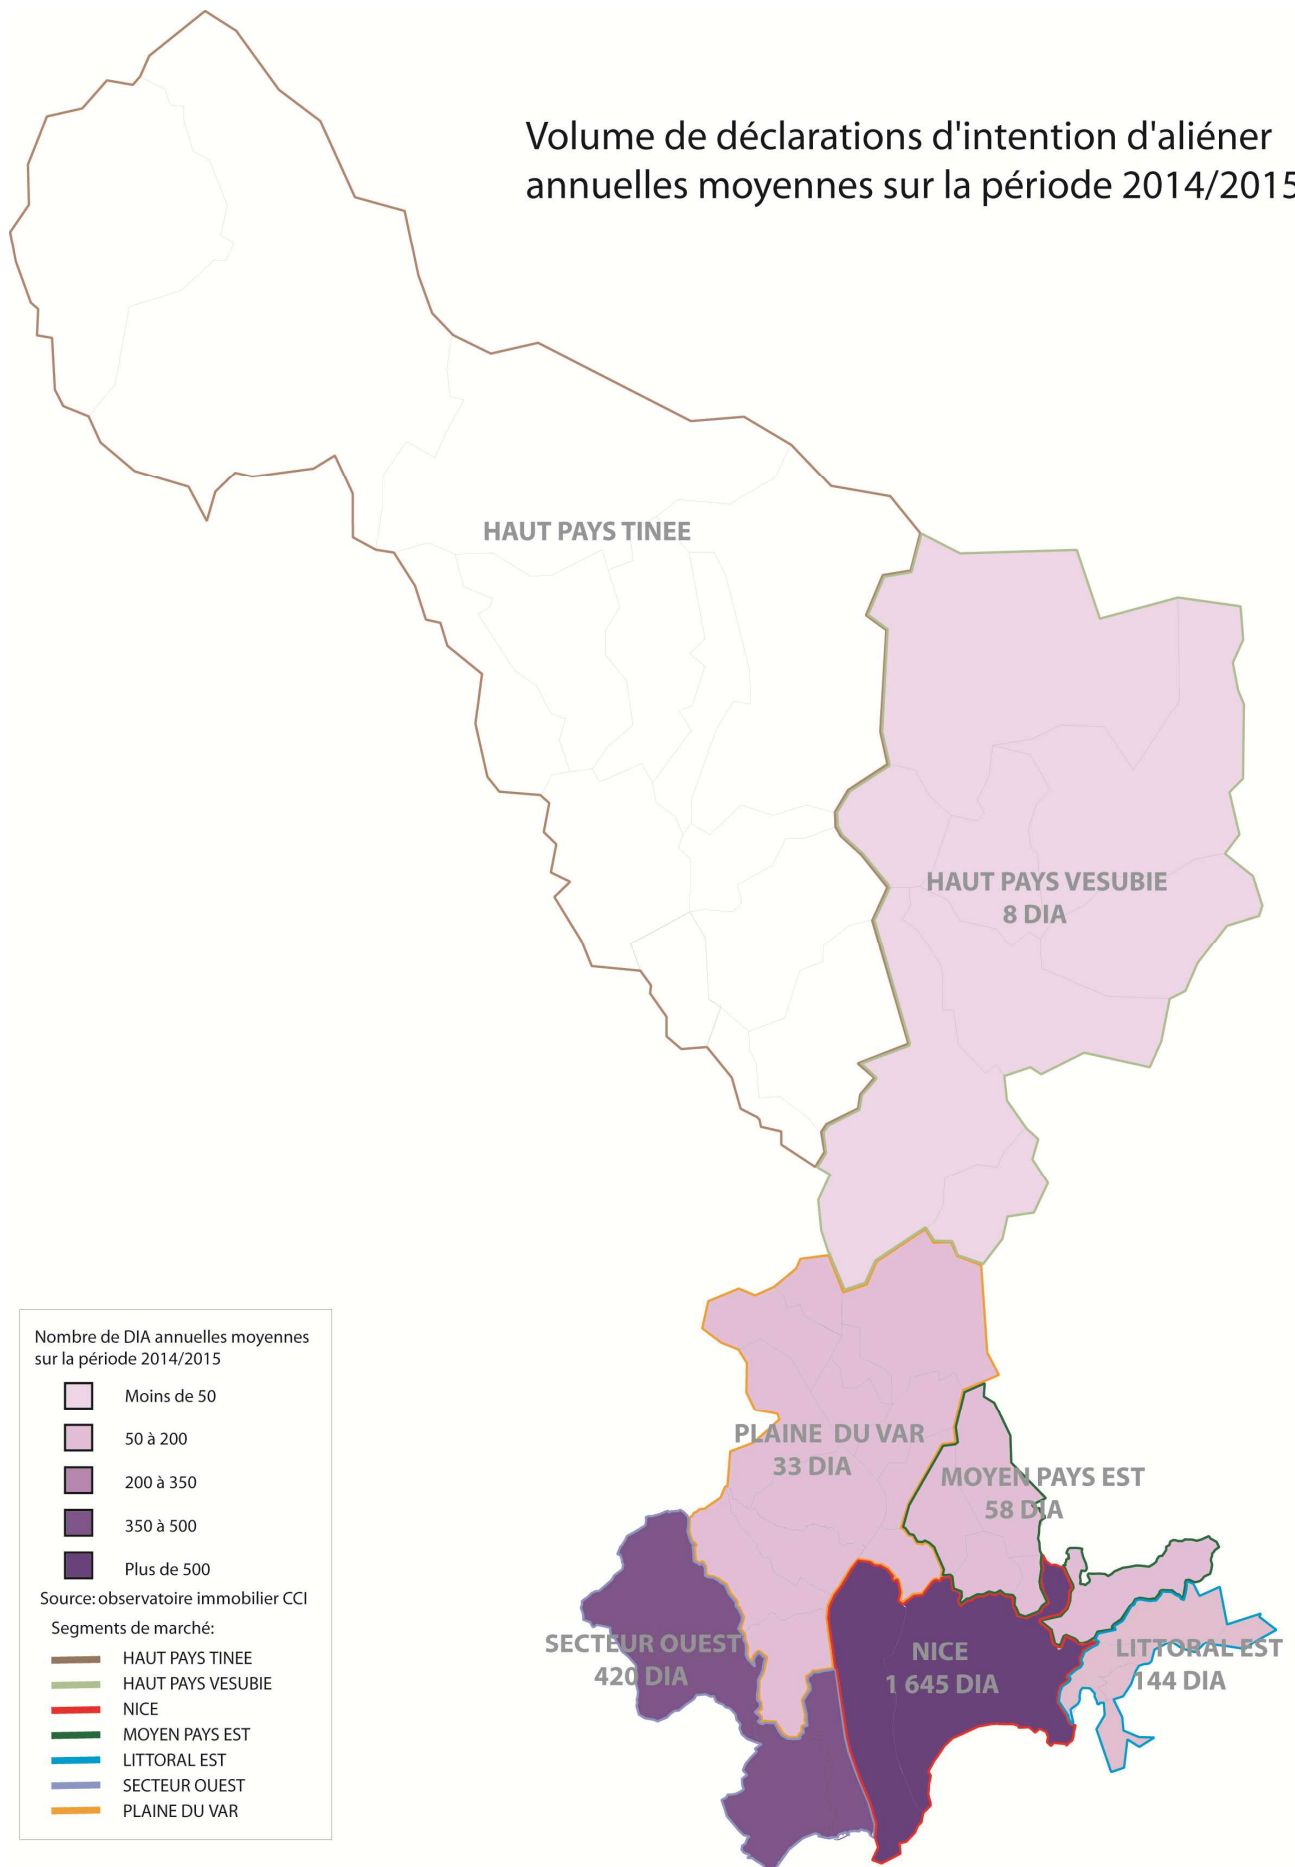 Volume de déclarations d'intention d'aliéner
annuelles moyennes sur la période 2014/2015
HAUT PAYS TINEE
HAUT PAYS VESUBIE
8 DIA
PLAINE DU VAR
33 DIA
MOYEN PAYS EST
58 DIA
SECTEUR OUEST
420 DIA
NICE
1 645 DIA
LITTORAL EST
144 DIA
Nombre de DIA annuelles moyennes
sur la période 2014/2015
Moins de 50
50 à 200
200 à 350
350 à 500
Plus de 500
Source: observatoire immobilier CCI
Segments de marché:
HAUT PAYS TINEE
HAUT PAYS VESUBIE
NICE
MOYEN PAYS EST
LITTORAL EST
SECTEUR OUEST
PLAINE DU VAR